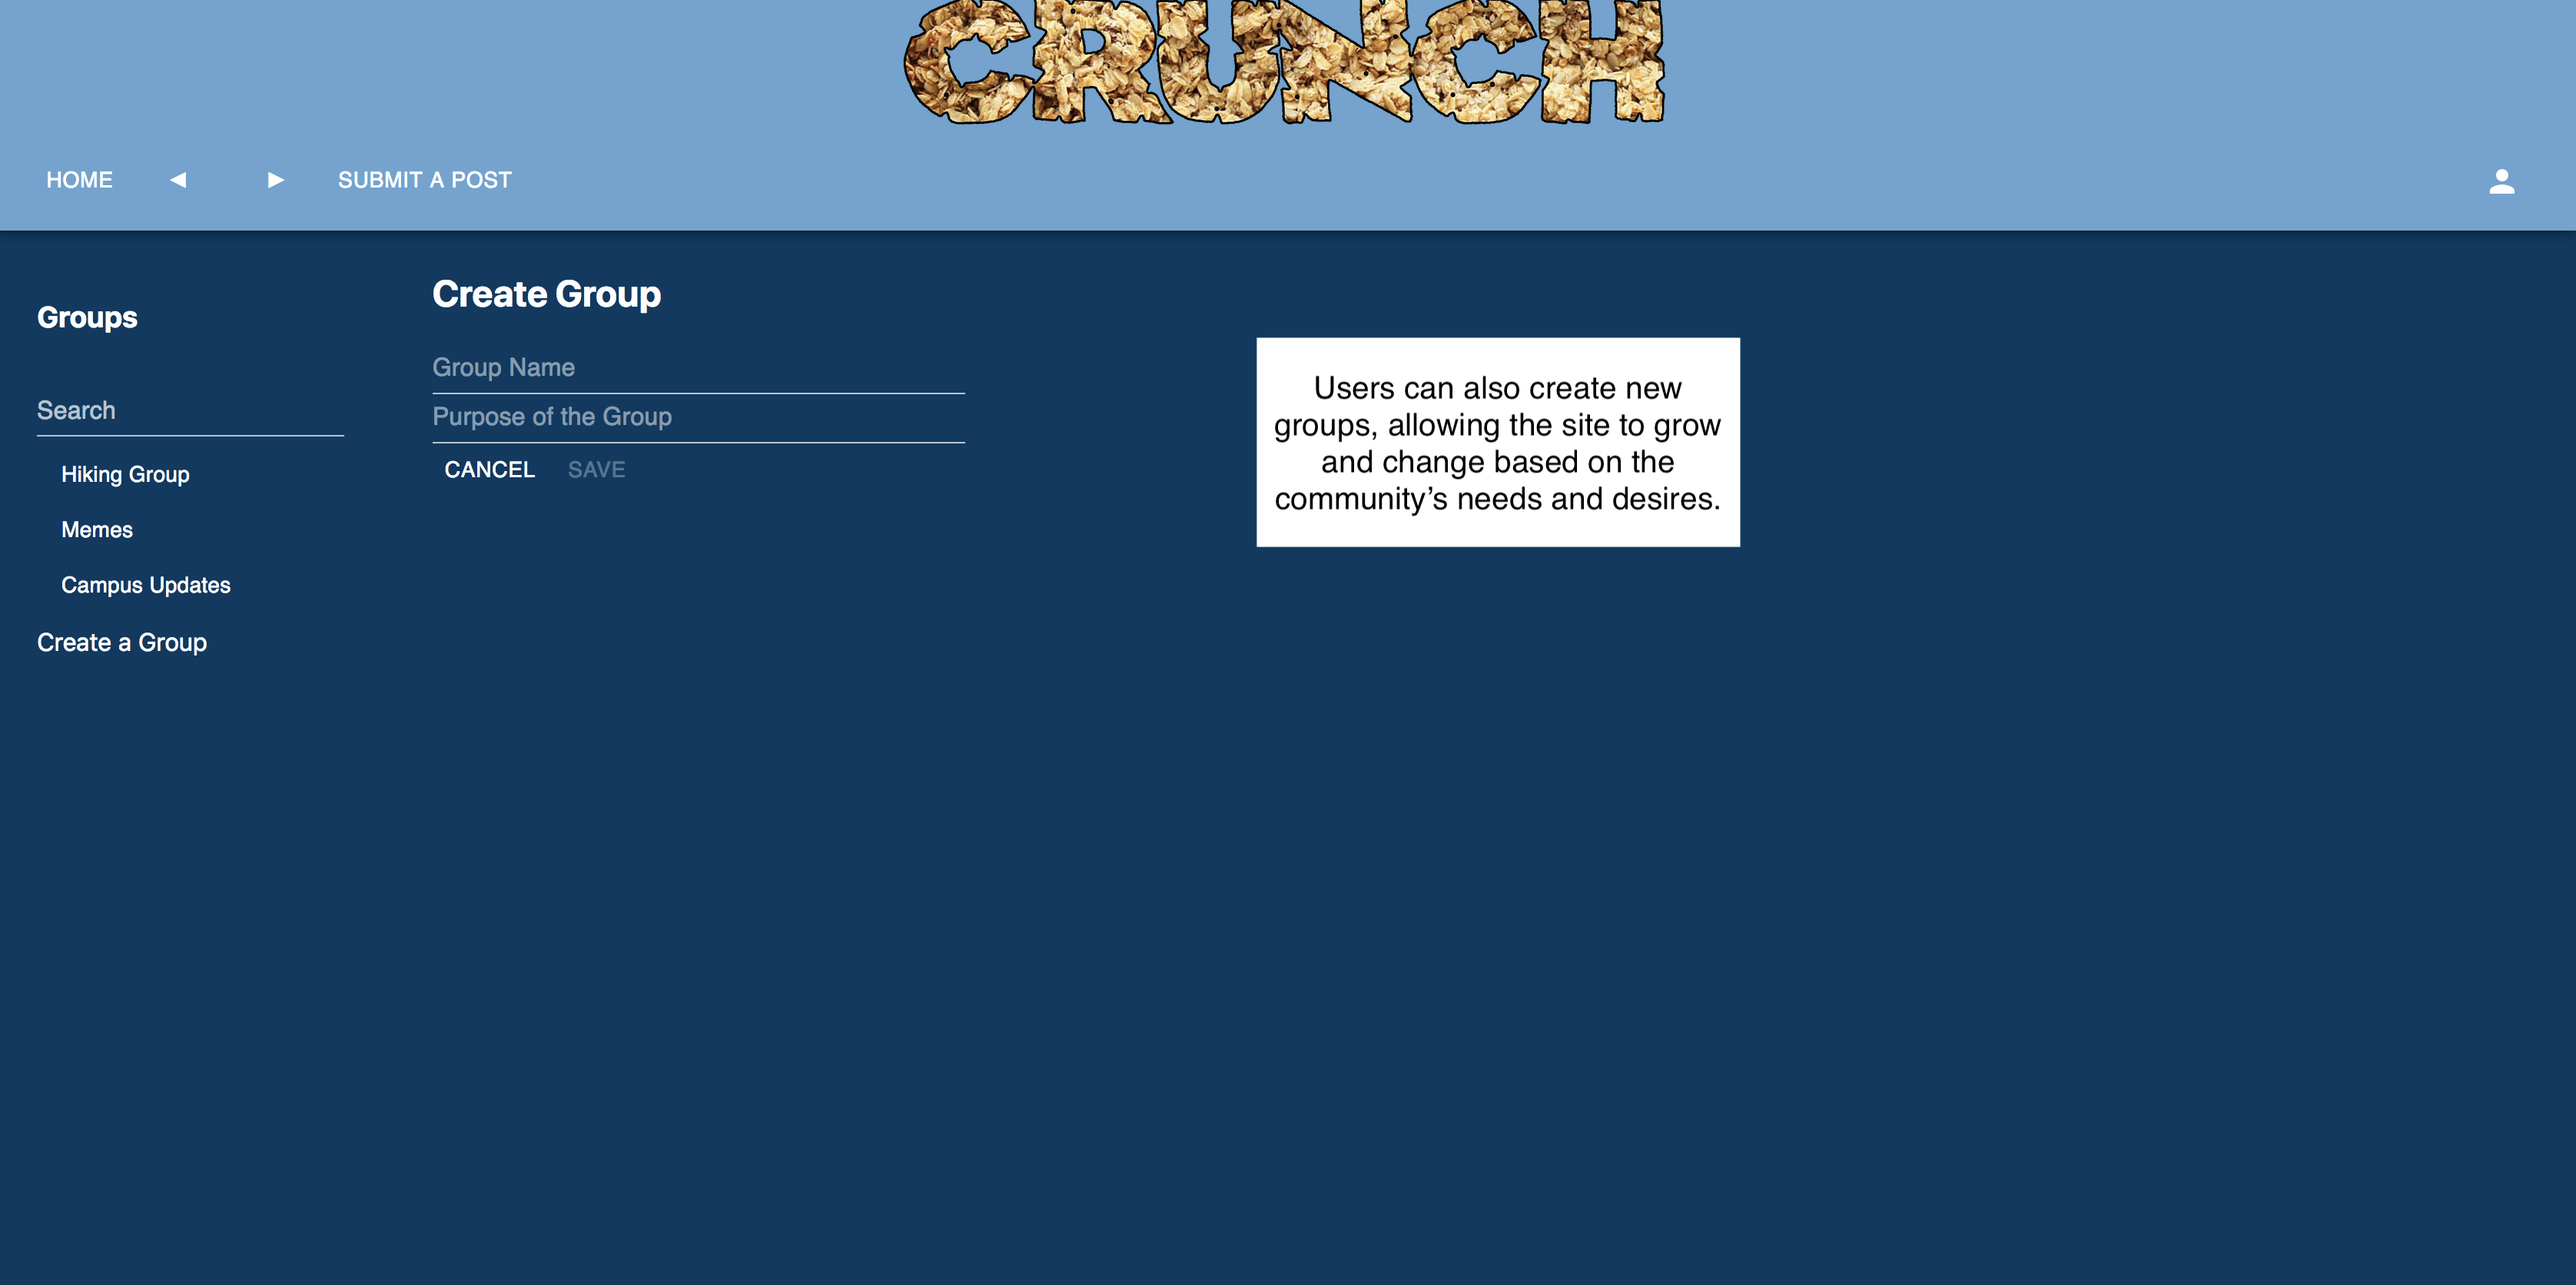 CRUNCH
HOME ◀ ▶ SUBMIT A POST
Groups
Search
Hiking Group
Memes
Campus Updates
Create a Group
Create Group
Group Name
Purpose of the Group
CANCEL SAVE
Users can also create new
groups, allowing the site to grow
and change based on the
community’s needs and desires.